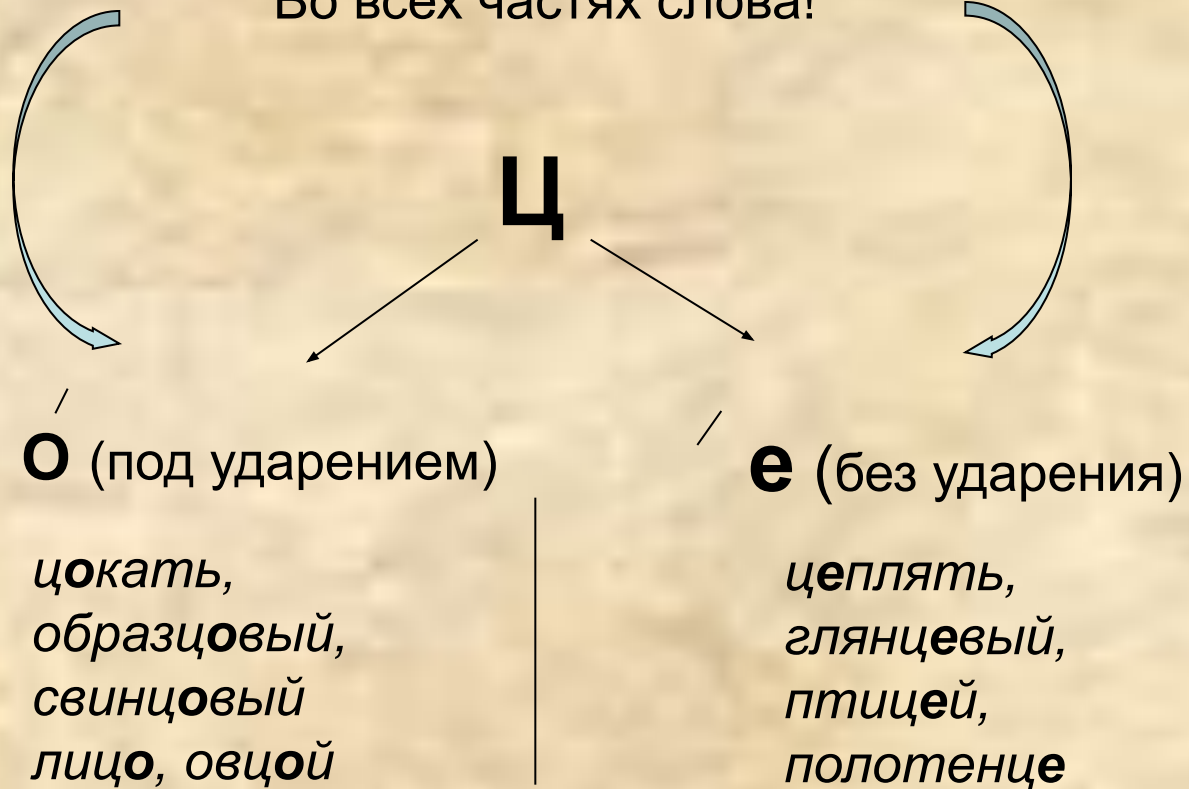 Во всех частях слова!
Ц
о (под ударением)
е (без ударения)
цокать,
образцовый,
свинцовый
лицо, овцой
цеплять,
глянцевый,
птицей,
полотенце